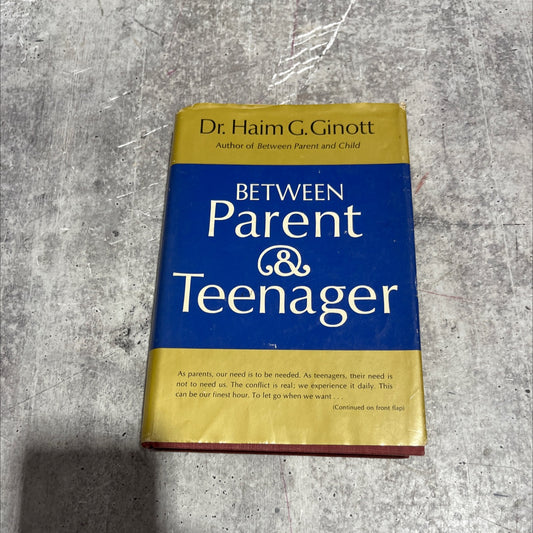 Dr. Haim G. Ginott
Author of Between Parent and Child
BETWEEN
Parent
&
Teenager
As parents, our need is to be needed. As teenagers, their need is
not to need us. The conflict is real; we experience it daily. This
can be our finest hour. To let go when we want . . .
(Continued on front flap)